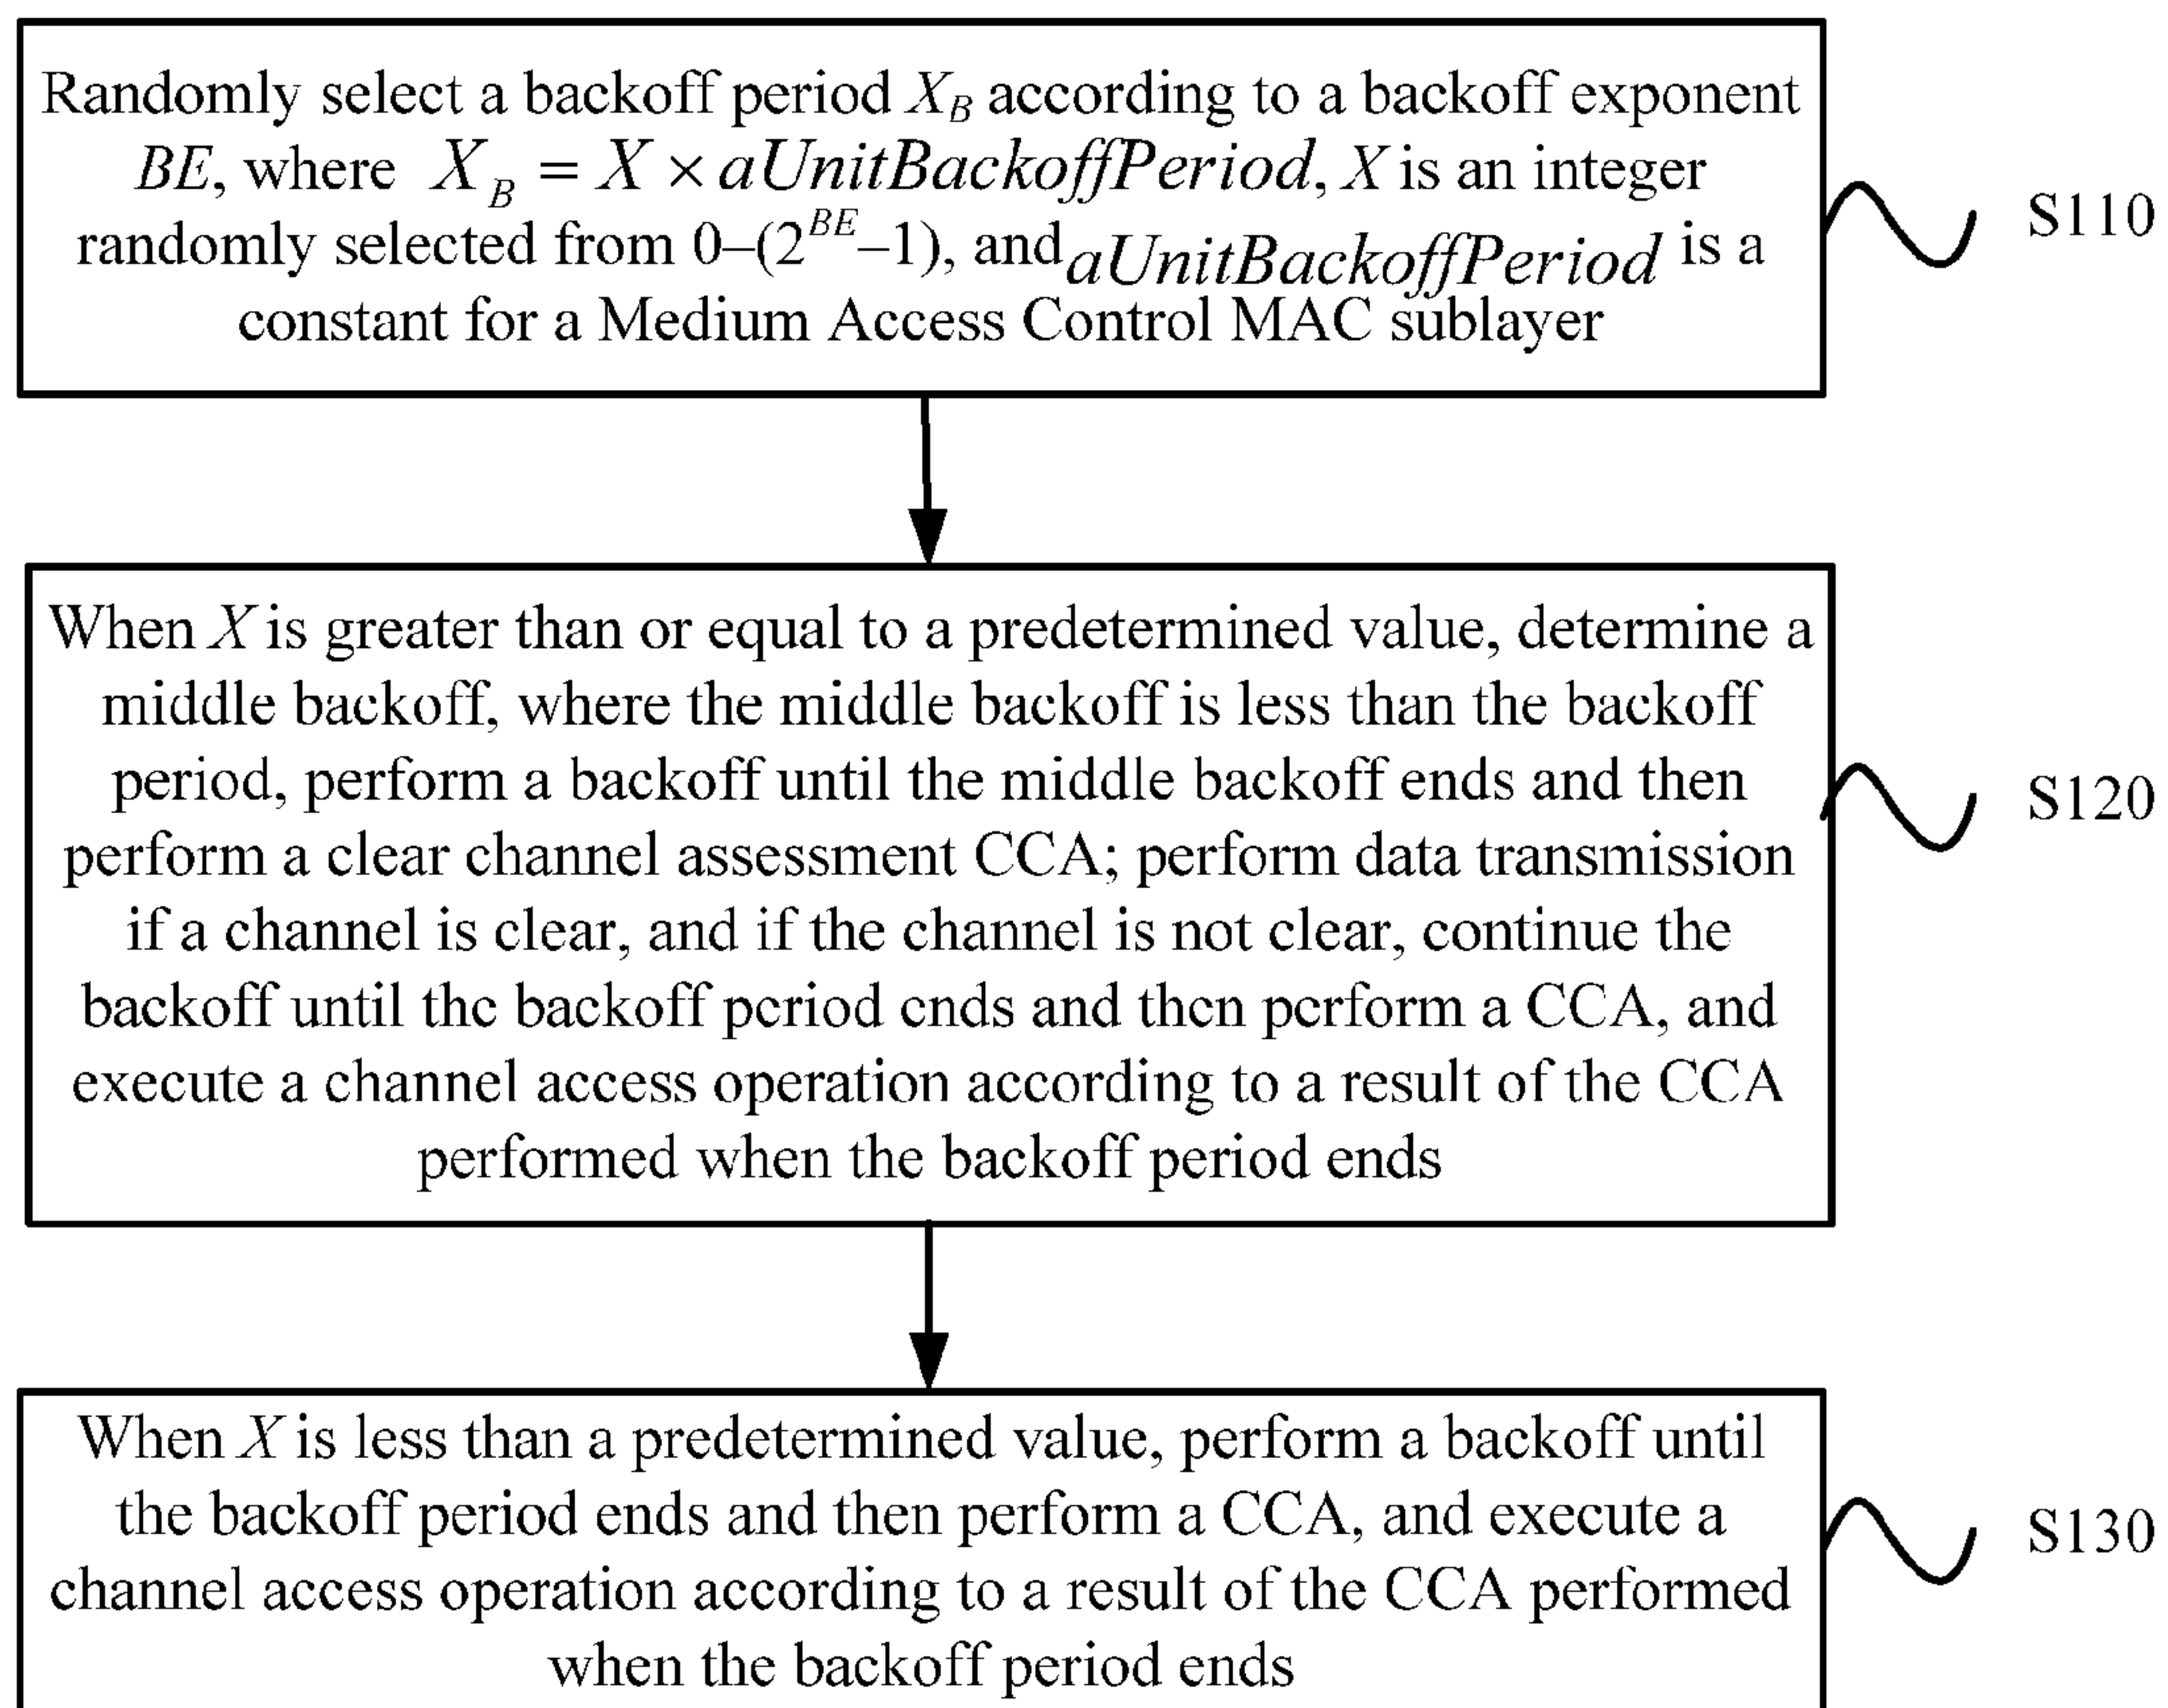 Randomly select a backoff period X_B according to a backoff exponent
BE, where X_B = X × aUnitBackoffPeriod, X is an integer
randomly selected from 0–(2^BE–1), and aUnitBackoffPeriod is a
constant for a Medium Access Control MAC sublayer
S110
When X is greater than or equal to a predetermined value, determine a
middle backoff, where the middle backoff is less than the backoff
period, perform a backoff until the middle backoff ends and then
perform a clear channel assessment CCA; perform data transmission
if a channel is clear, and if the channel is not clear, continue the
backoff until the backoff period ends and then perform a CCA, and
execute a channel access operation according to a result of the CCA
performed when the backoff period ends
S120
When X is less than a predetermined value, perform a backoff until
the backoff period ends and then perform a CCA, and execute a
channel access operation according to a result of the CCA performed
when the backoff period ends
S130